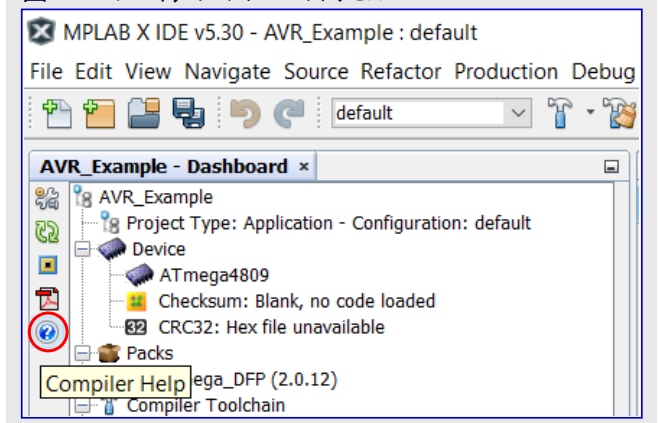 MPLAB X IDE v5.30 - AVR_Example : default
File Edit View Navigate Source Refactor Production Debug
default
AVR_Example - Dashboard ×
AVR_Example
Project Type: Application - Configuration: default
Device
ATmega4809
Checksum: Blank, no code loaded
32 CRC32: Hex file unavailable
Packs
ega_DFP (2.0.12)
Compiler Help
Compiler Toolchain